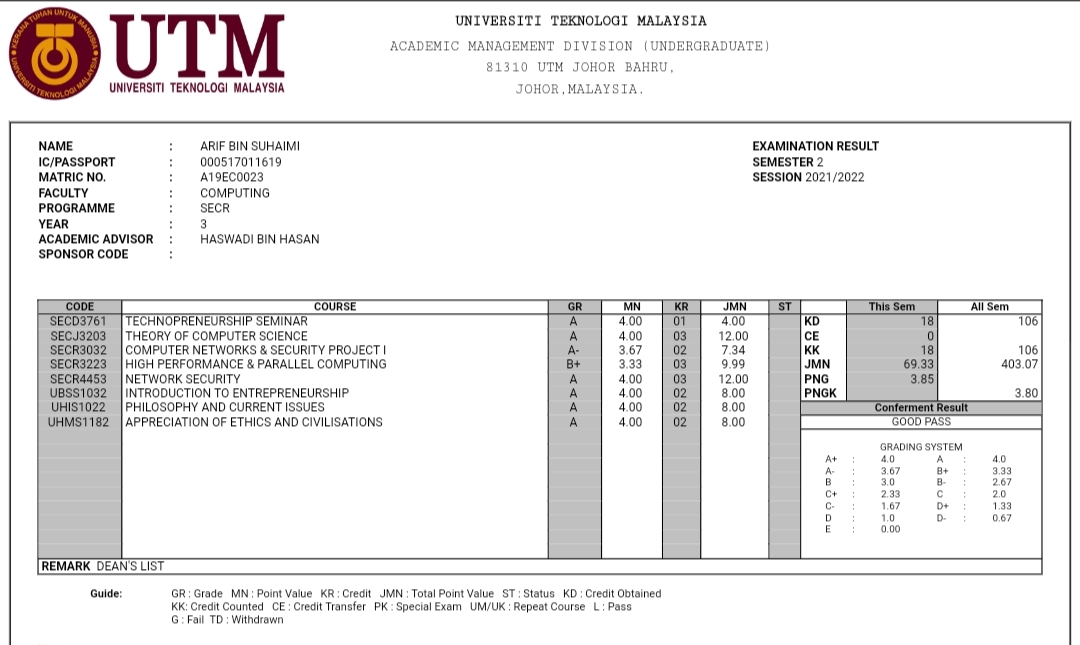 KERANA TUHAN UNTUK MANUSIA
UNIVERSITI TEKNOLOGI MALAYSIA
UTM
UNIVERSITI TEKNOLOGI MALAYSIA
UNIVERSITI TEKNOLOGI MALAYSIA
ACADEMIC MANAGEMENT DIVISION (UNDERGRADUATE)
81310 UTM JOHOR BAHRU,
JOHOR,MALAYSIA.
NAME : ARIF BIN SUHAIMI
IC/PASSPORT : 000517011619
MATRIC NO. : A19EC0023
FACULTY : COMPUTING
PROGRAMME : SECR
YEAR : 3
ACADEMIC ADVISOR : HASWADI BIN HASAN
SPONSOR CODE :
EXAMINATION RESULT
SEMESTER 2
SESSION 2021/2022
CODE COURSE GR MN KR JMN ST This Sem All Sem
SECD3761 TECHNOPRENEURSHIP SEMINAR A 4.00 01 4.00 KD 18 106
SECJ3203 THEORY OF COMPUTER SCIENCE A 4.00 03 12.00 CE 0
SECR3032 COMPUTER NETWORKS & SECURITY PROJECT I A- 3.67 02 7.34 KK 18 106
SECR3223 HIGH PERFORMANCE & PARALLEL COMPUTING B+ 3.33 03 9.99 JMN 69.33 403.07
SECR4453 NETWORK SECURITY A 4.00 03 12.00 PNG 3.85
UBSS1032 INTRODUCTION TO ENTREPRENEURSHIP A 4.00 02 8.00 PNGK 3.80
UHIS1022 PHILOSOPHY AND CURRENT ISSUES A 4.00 02 8.00 Conferment Result
UHMS1182 APPRECIATION OF ETHICS AND CIVILISATIONS A 4.00 02 8.00 GOOD PASS
GRADING SYSTEM
A+ : 4.0 A : 4.0
A- : 3.67 B+ : 3.33
B : 3.0 B- : 2.67
C+ : 2.33 C : 2.0
C- : 1.67 D+ : 1.33
D : 1.0 D- : 0.67
E : 0.00
REMARK DEAN'S LIST
Guide: GR : Grade MN : Point Value KR : Credit JMN : Total Point Value ST : Status KD : Credit Obtained
KK: Credit Counted CE : Credit Transfer PK : Special Exam UM/UK : Repeat Course L : Pass
G : Fail TD : Withdrawn